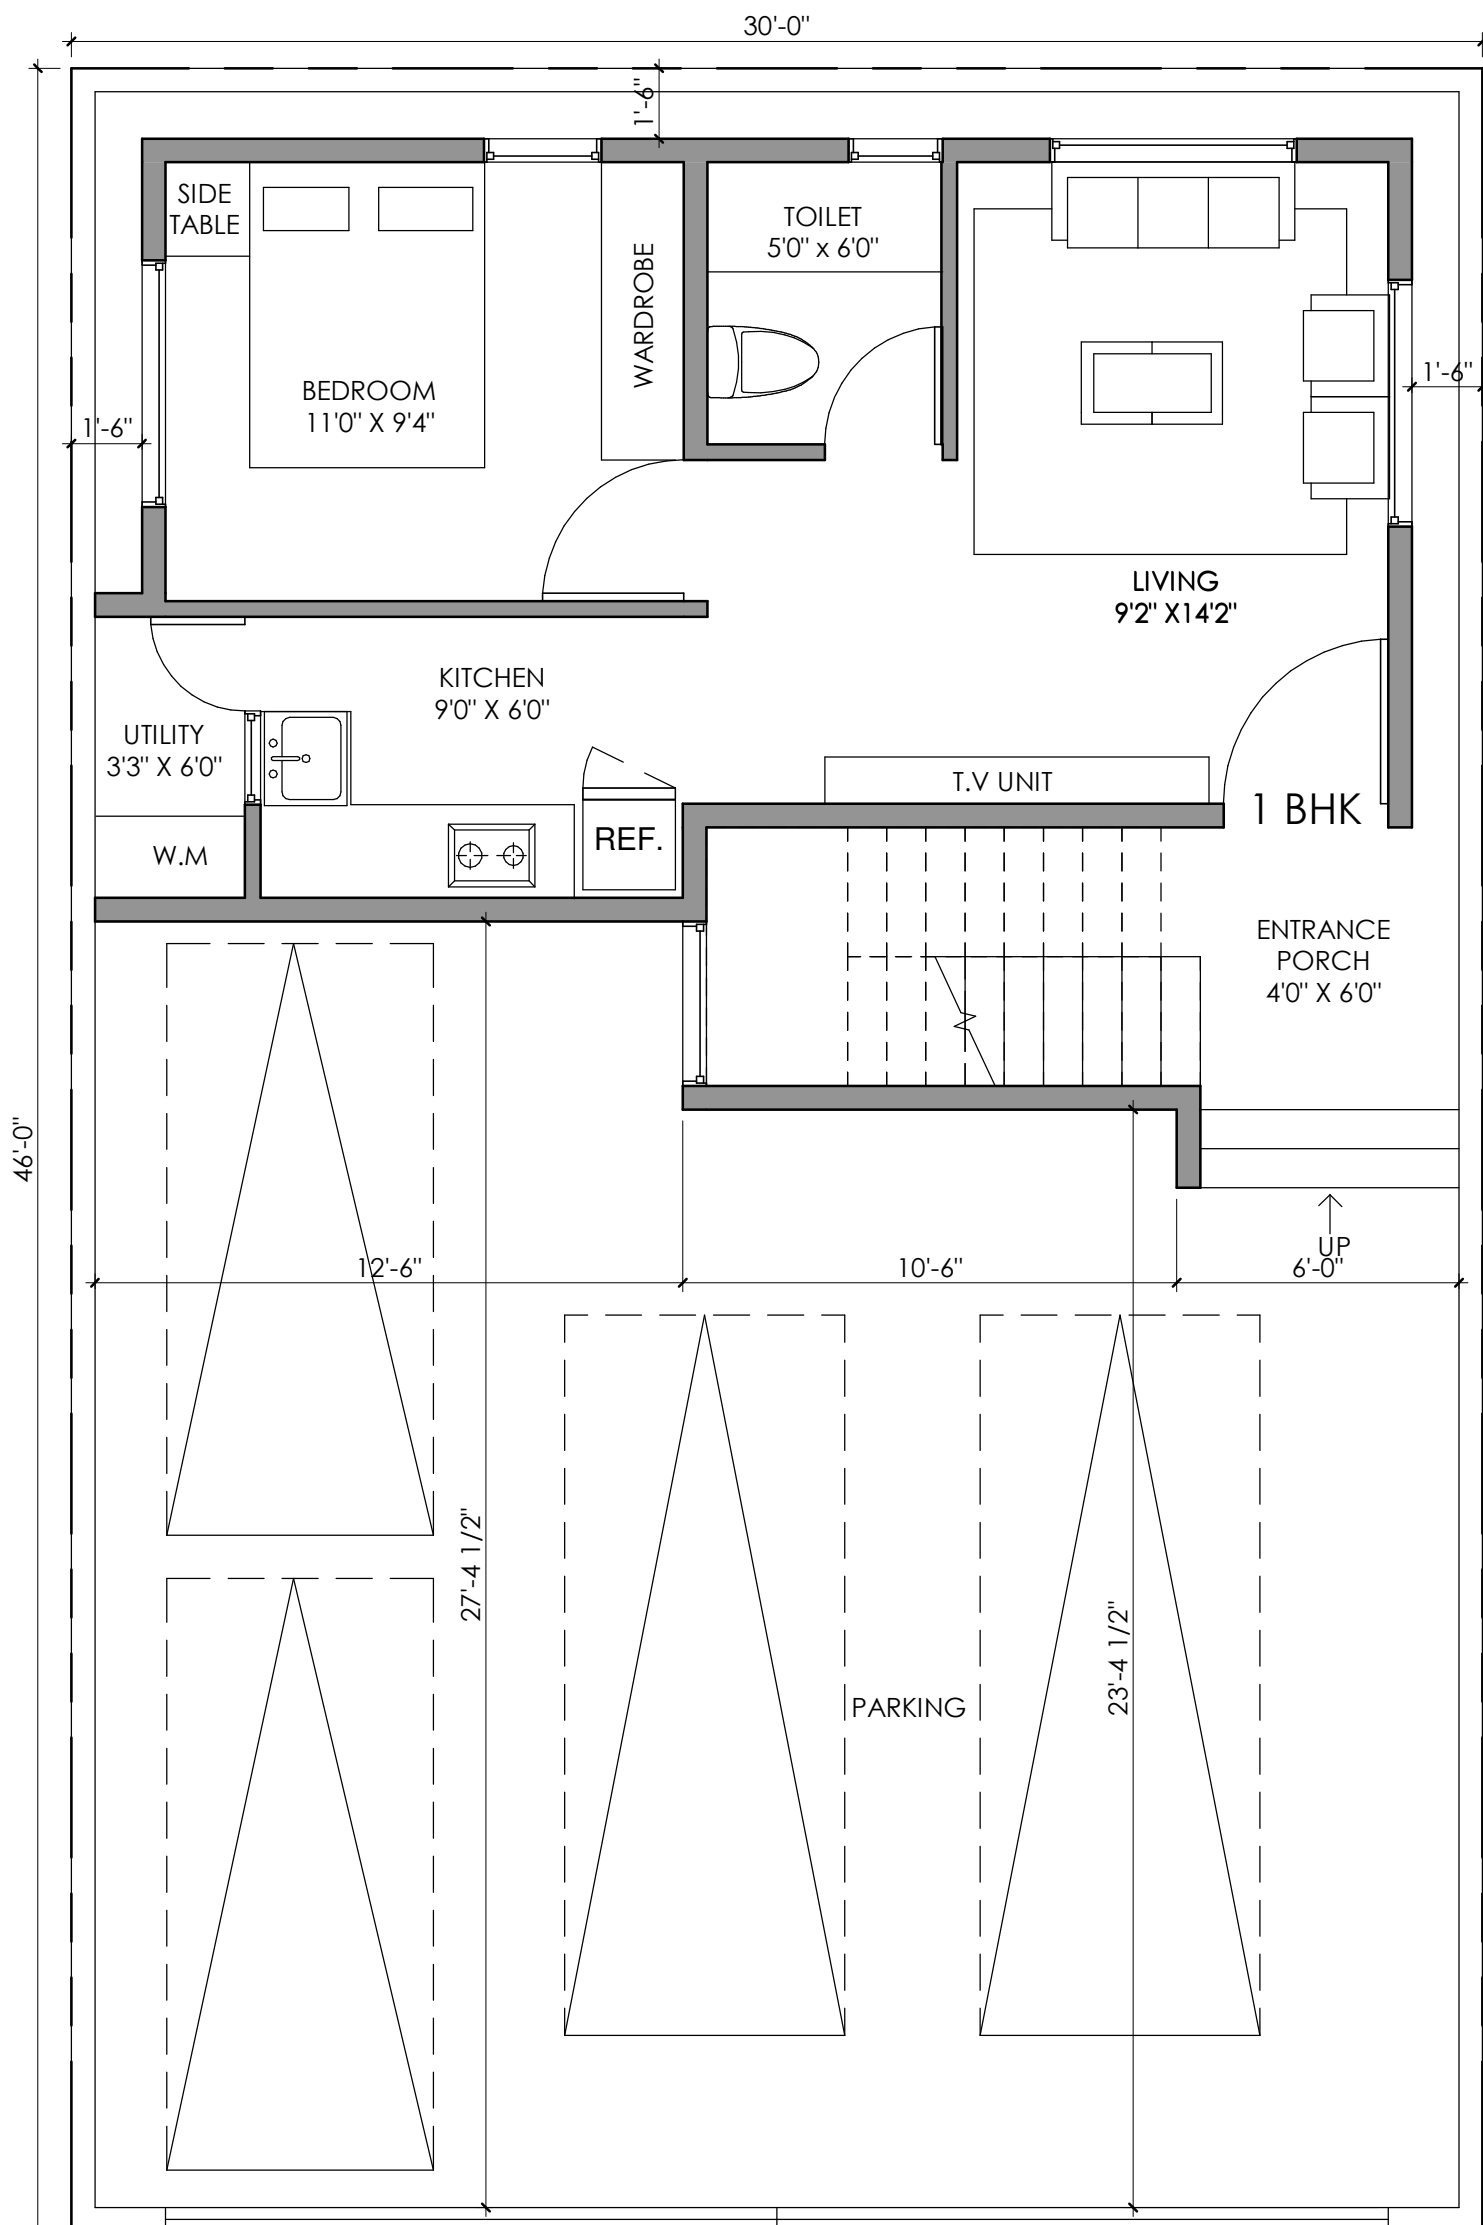 30'-0"
1'-6"
SIDE
TABLE
TOILET
5'0" x 6'0"
WARDROBE
BEDROOM
11'0" X 9'4"
1'-6"
1'-6"
LIVING
9'2" X14'2"
KITCHEN
9'0" X 6'0"
UTILITY
3'3" X 6'0"
T.V UNIT
1 BHK
REF.
W.M
ENTRANCE
PORCH
4'0" X 6'0"
46'-0"
UP
12'-6"
10'-6"
6'-0"
27'-4 1/2"
23'-4 1/2"
PARKING